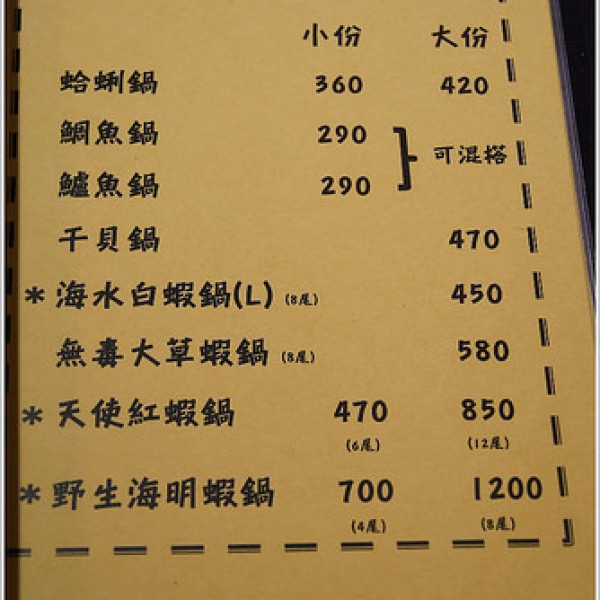 小份 大份
蛤蜊鍋 360 420
鯛魚鍋 290
可混搭
鱸魚鍋 290
干貝鍋 470
*海水白蝦鍋(L) (8尾) 450
無毒大草蝦鍋 (8尾) 580
*天使紅蝦鍋 470 850
(6尾) (12尾)
*野生海明蝦鍋 700 1200
(4尾) (8尾)